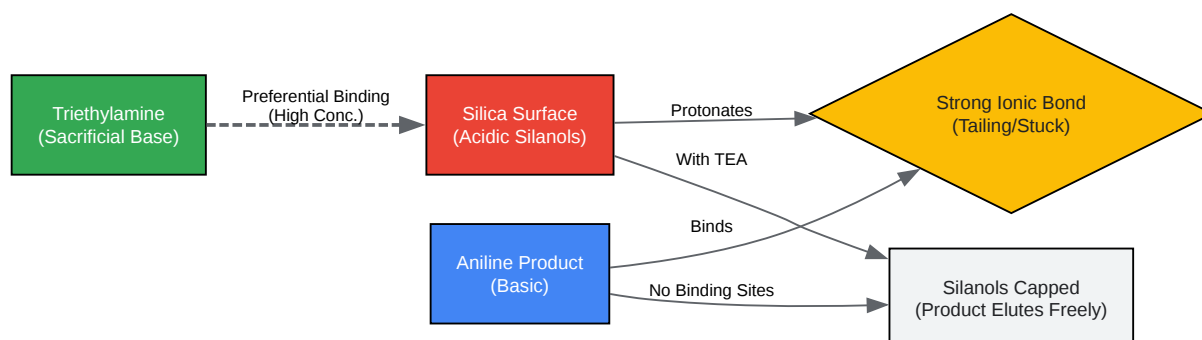 Triethylamine
(Sacrificial Base)
Preferential Binding
(High Conc.)
Silica Surface
(Acidic Silanols)
Protonates
Strong Ionic Bond
(Tailing/Stuck)
With TEA
Aniline Product
(Basic)
Binds
No Binding Sites
Silanols Capped
(Product Elutes Freely)